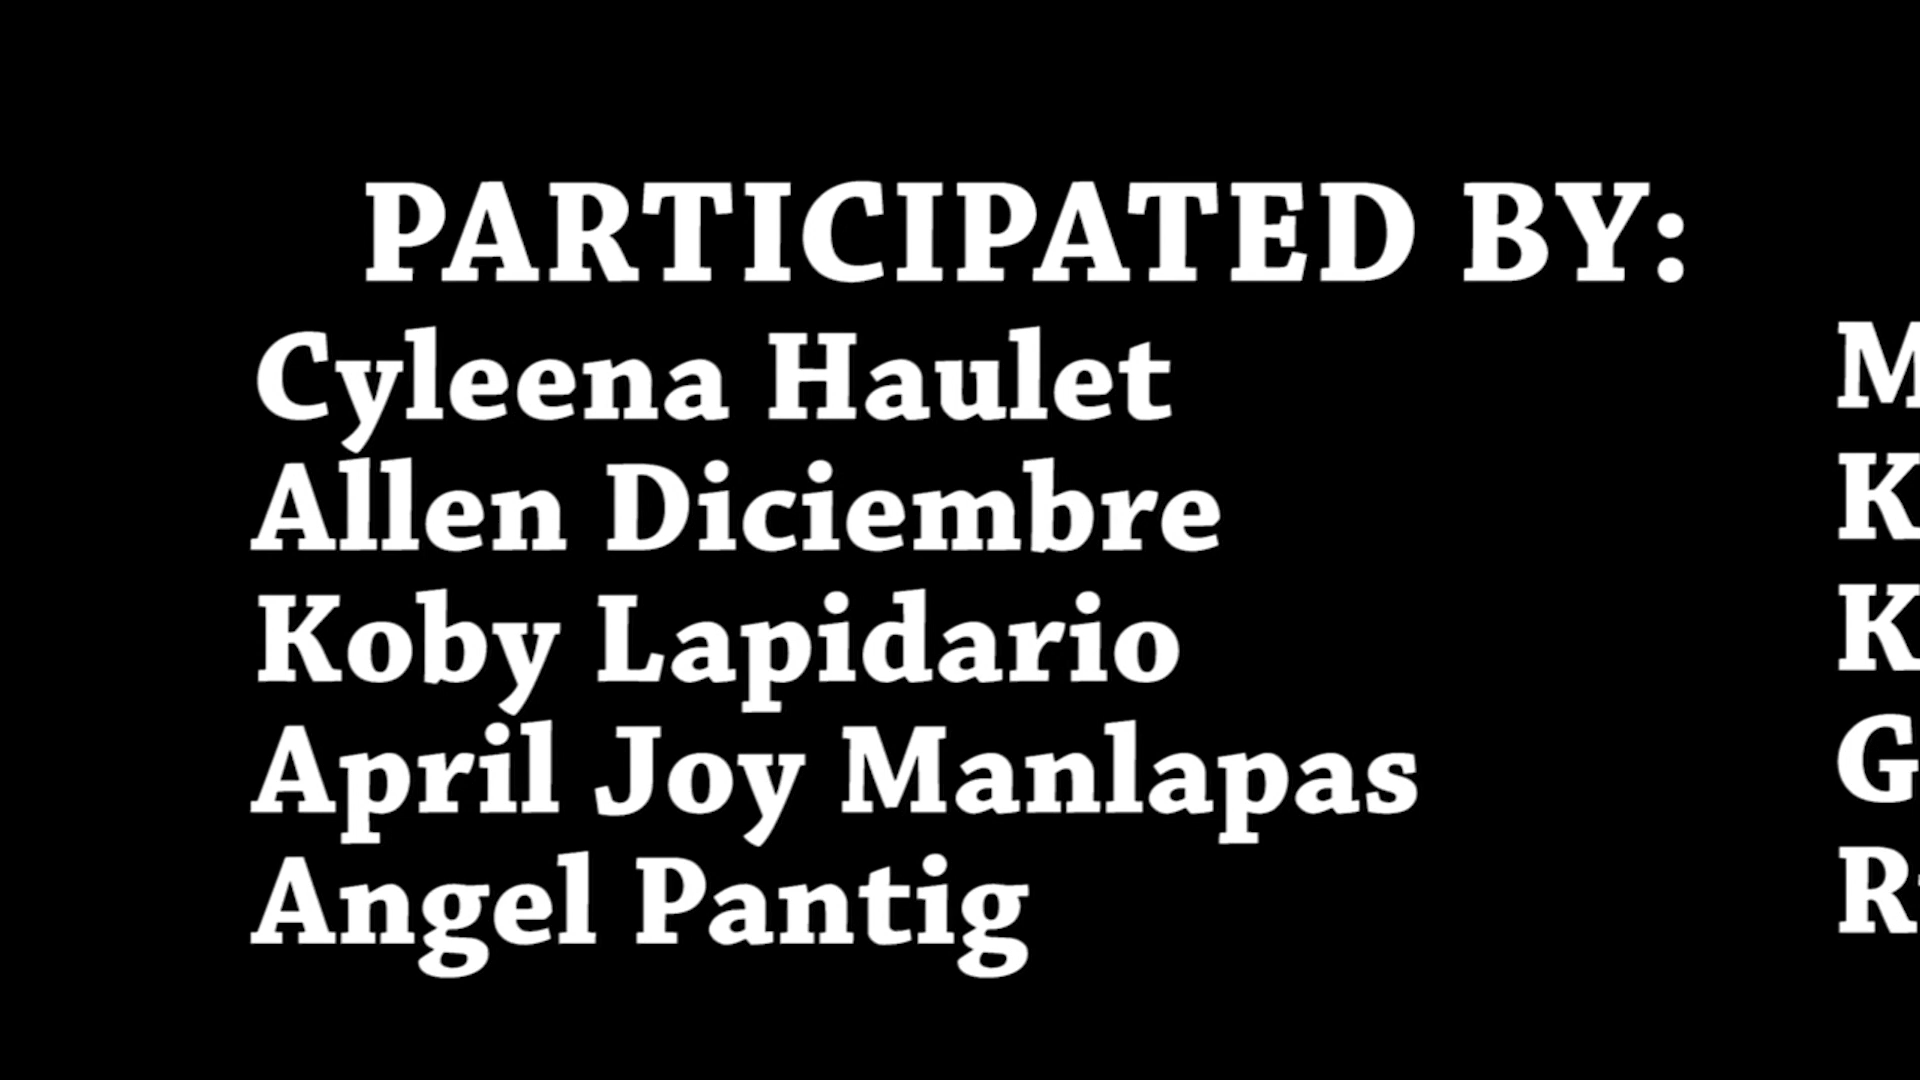 PARTICIPATED BY:
Cyleena Haulet
Allen Diciembre
Koby Lapidario
April Joy Manlapas
Angel Pantig